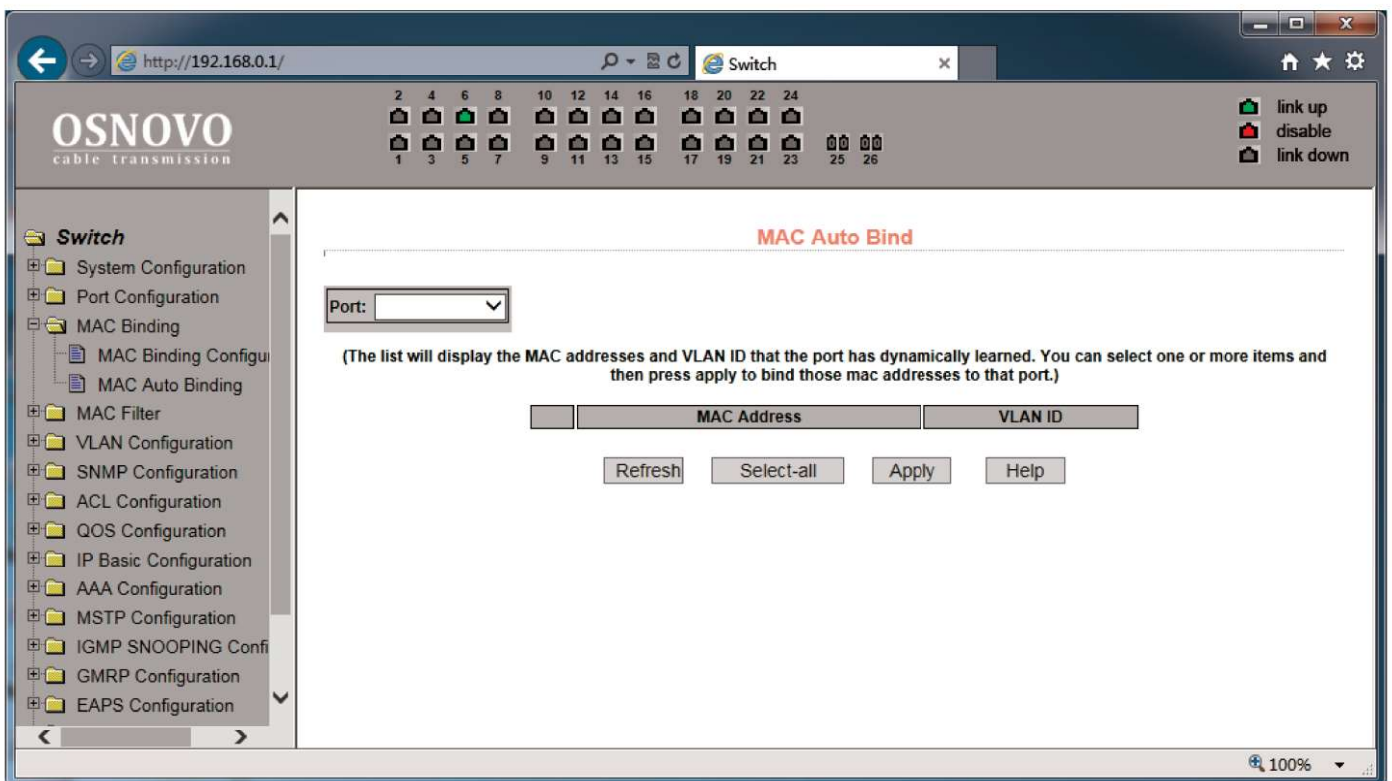 http://192.168.0.1/
Switch
OSNOVO
cable transmission
2 4 6 8 10 12 14 16 18 20 22 24
1 3 5 7 9 11 13 15 17 19 21 23 25 26
link up
disable
link down
Switch
System Configuration
Port Configuration
MAC Binding
MAC Binding Configu
MAC Auto Binding
MAC Filter
VLAN Configuration
SNMP Configuration
ACL Configuration
QOS Configuration
IP Basic Configuration
AAA Configuration
MSTP Configuration
IGMP SNOOPING Confi
GMRP Configuration
EAPS Configuration
MAC Auto Bind
Port:
(The list will display the MAC addresses and VLAN ID that the port has dynamically learned. You can select one or more items and
then press apply to bind those mac addresses to that port.)
MAC Address VLAN ID
Refresh Select-all Apply Help
100%